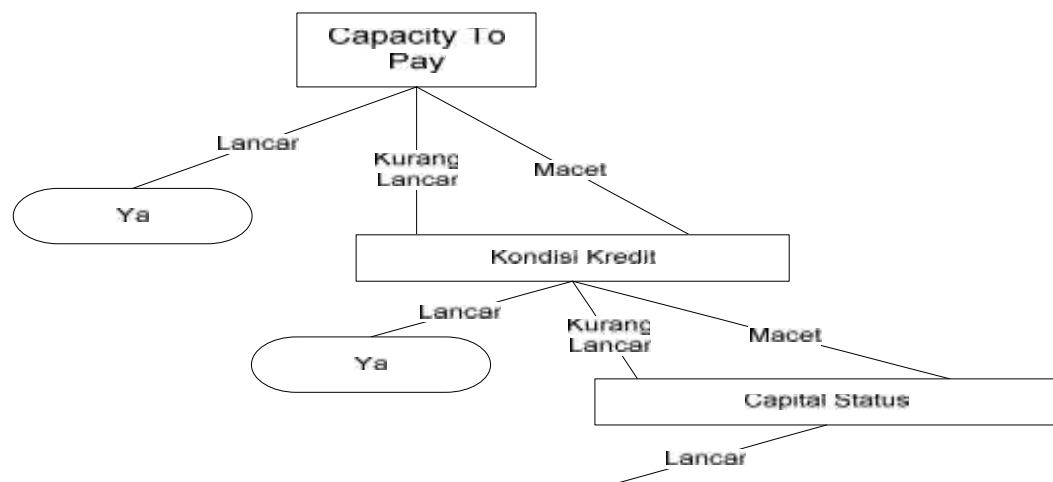 Capacity To
Pay
Lancar
Kurang
Lancar
Macet
Ya
Kondisi Kredit
Lancar
Kurang
Lancar
Macet
Ya
Capital Status
Lancar